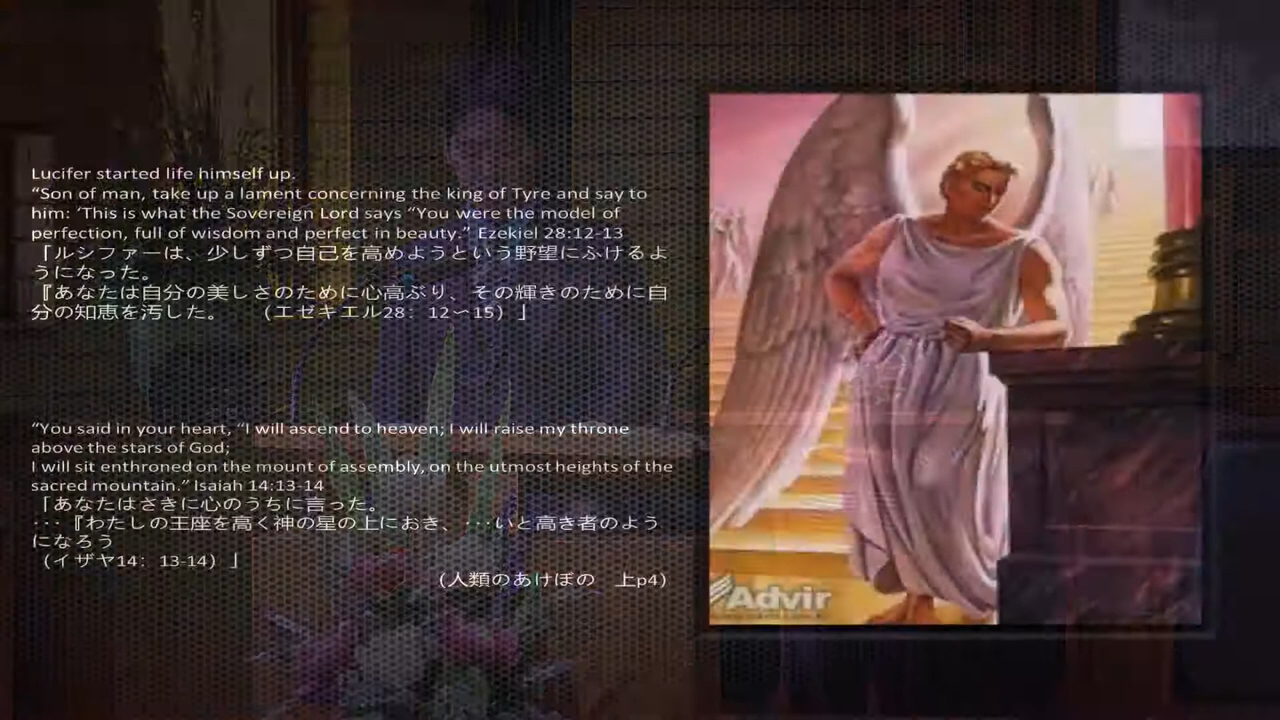 Lucifer started life himself up.
“Son of man, take up a lament concerning the king of Tyre and say to
him: ‘This is what the Sovereign Lord says “You were the model of
perfection, full of wisdom and perfect in beauty.” Ezekiel 28:12-13
「ルシファーは、少しずつ自己を高めようという野望にふけるよ
うになった。
『あなたは自分の美しさのために心高ぶり、その輝きのために自
分の知恵を汚した。　（エゼキエル28：12〜15）」
“You said in your heart, “I will ascend to heaven; I will raise my throne
above the stars of God;
I will sit enthroned on the mount of assembly, on the utmost heights of the
sacred mountain.” Isaiah 14:13-14
「あなたはさきに心のうちに言った。
･･･『わたしの王座を高く神の星の上におき、･･･いと高き者のよう
になろう
（イザヤ14：13-14）」
（人類のあけぼの　上p4）
Advir